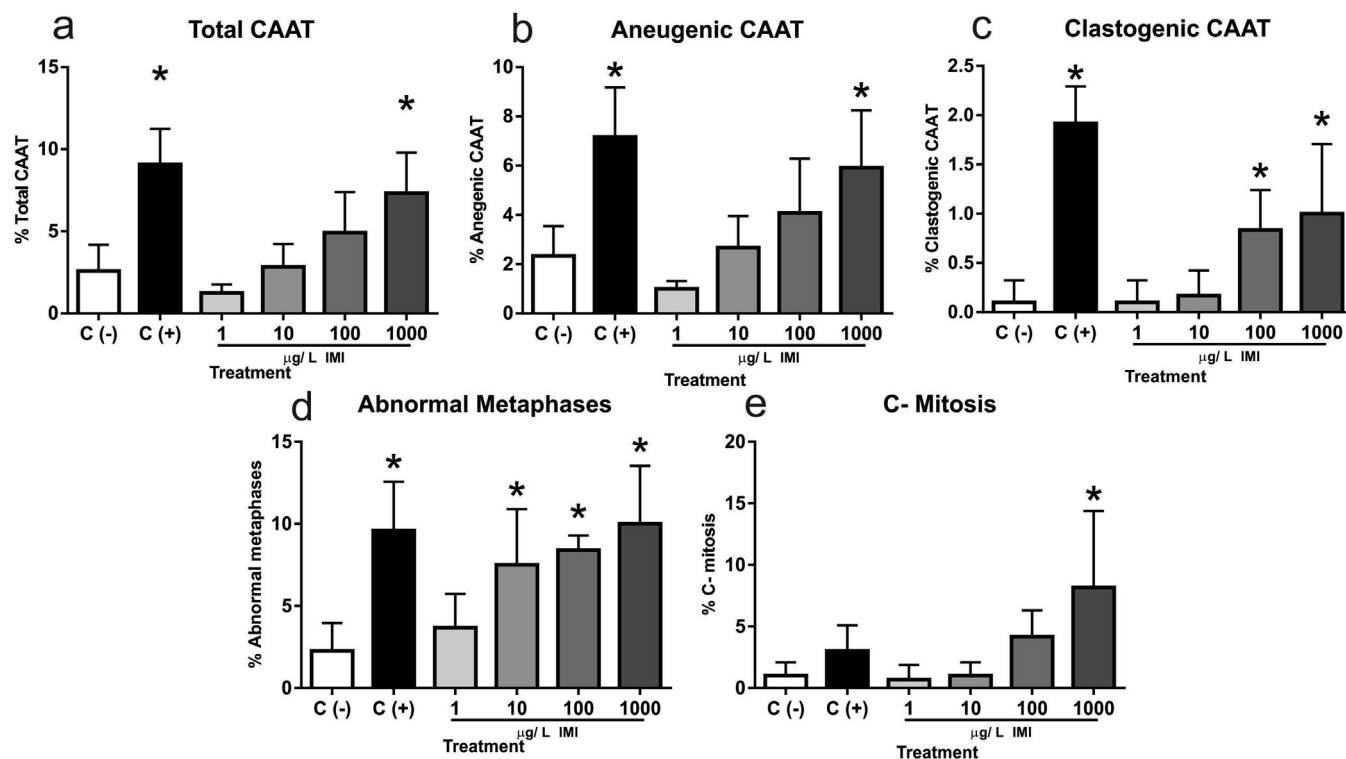 a
Total CAAT
% Total CAAT
15
10
5
0
C (-)
C (+)
1
10
100
1000
μg/ L IMI
Treatment
*
*
b
Aneugenic CAAT
% Anegenic CAAT
10
8
6
4
2
0
C (-)
C (+)
1
10
100
1000
μg/ L IMI
Treatment
*
*
c
Clastogenic CAAT
% Clastogenic CAAT
2.5
2.0
1.5
1.0
0.5
0.0
C (-)
C (+)
1
10
100
1000
μg/ L IMI
Treatment
*
*
*
d
Abnormal Metaphases
% Abnormal metaphases
15
10
5
0
C (-)
C (+)
1
10
100
1000
μg/ L IMI
Treatment
*
*
*
*
e
C- Mitosis
% C- mitosis
20
15
10
5
0
C (-)
C (+)
1
10
100
1000
μg/ L IMI
Treatment
*